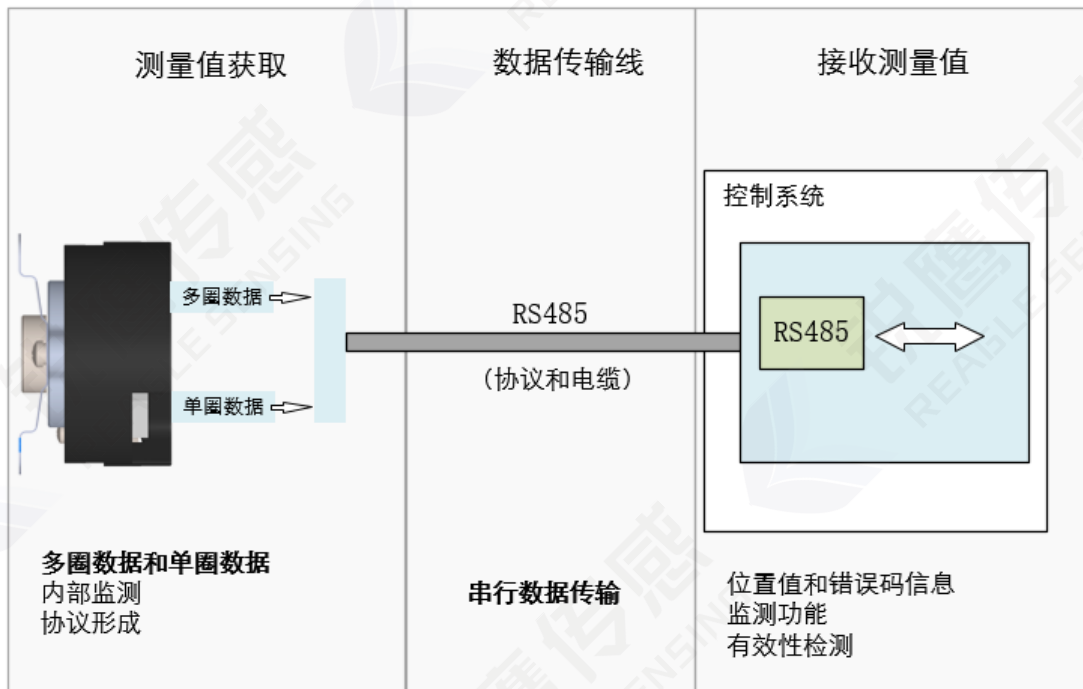 测量值获取
数据传输线
接收测量值
控制系统
多圈数据
RS485
RS485
(协议和电缆)
单圈数据
多圈数据和单圈数据
内部监测
协议形成
串行数据传输
位置值和错误码信息
监测功能
有效性检测